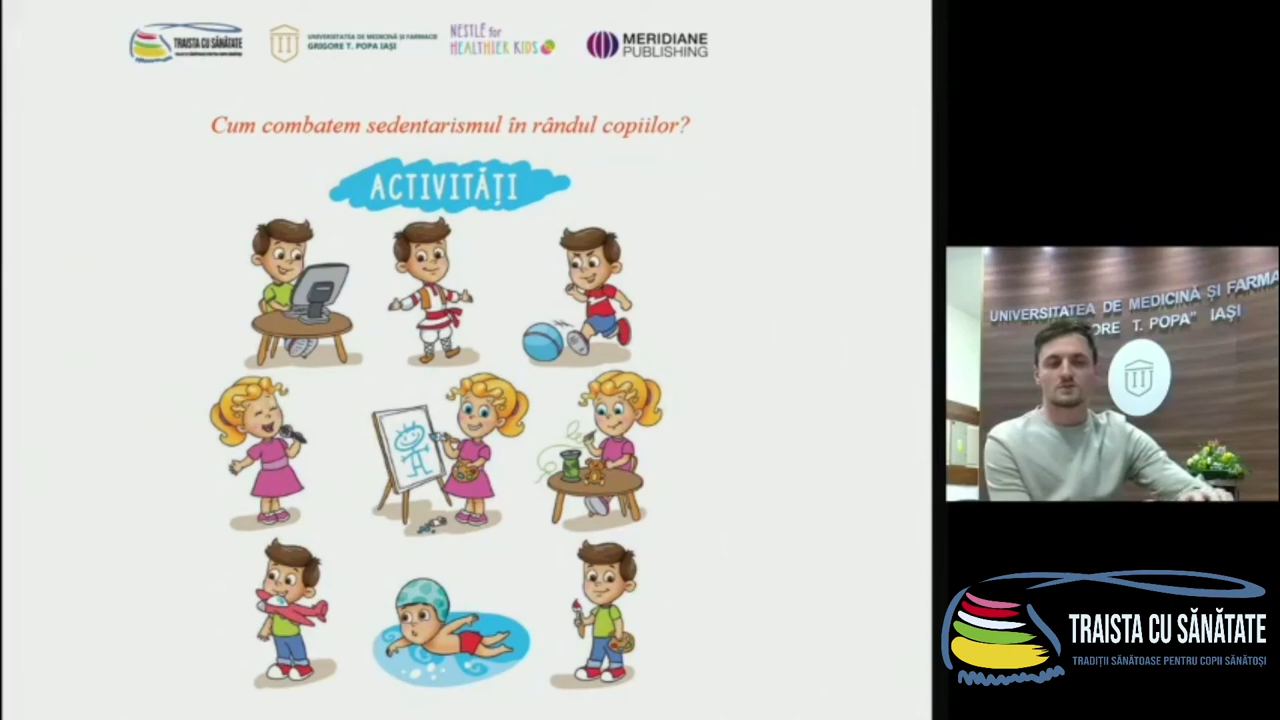 TRAISTA CU SĂNĂTATE
UNIVERSITATEA DE MEDICINĂ ȘI FARMACIE
GRIGORE T. POPA IAȘI
NESTLÉ for
HEALTHIER KIDS
MERIDIANE
PUBLISHING
Cum combatem sedentarismul în rândul copiilor?
ACTIVITĂȚI
UNIVERSITATEA DE MEDICINĂ ȘI FARMA
ORE T. POPA" IAȘI
TRAISTA CU SĂNĂTATE
TRADIȚII SĂNĂTOASE PENTRU COPII SĂNĂTOȘI